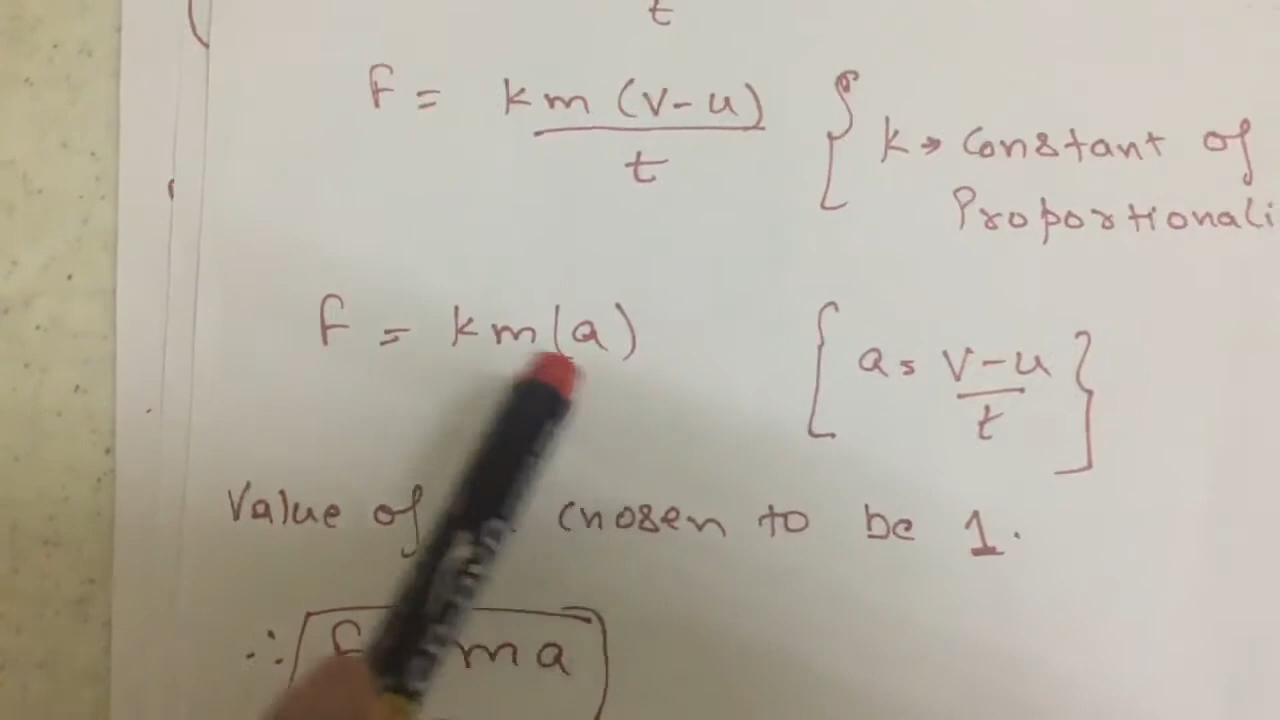 t
F = km (v-u) / t { k → Constant of
Proportionali
F = km(a) [ a = v-u / t }
Value of chosen to be 1.
∴ F ma